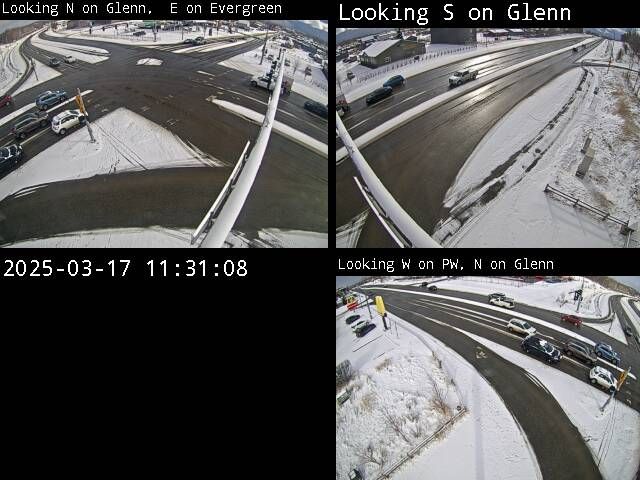 Looking N on Glenn, E on Evergreen
Looking S on Glenn
2025-03-17 11:31:08
Looking W on PW, N on Glenn